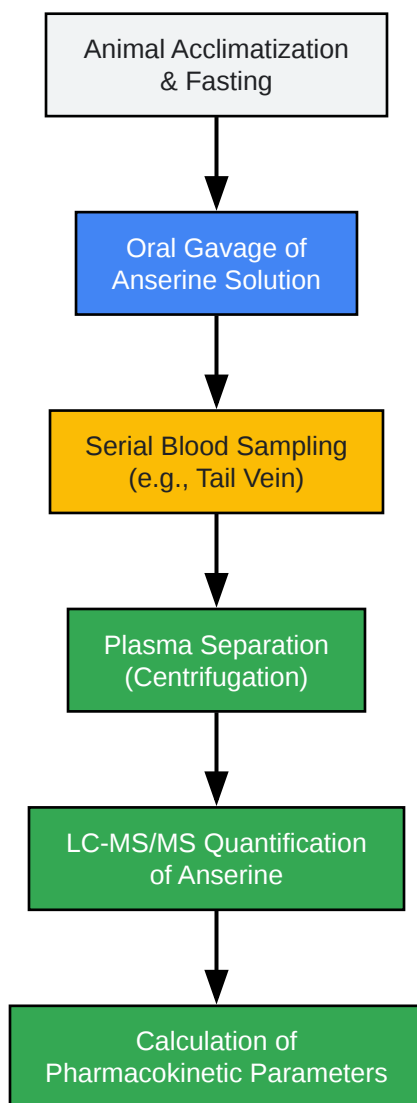 Animal Acclimatization
& Fasting
Oral Gavage of
Anserine Solution
Serial Blood Sampling
(e.g., Tail Vein)
Plasma Separation
(Centrifugation)
LC-MS/MS Quantification
of Anserine
Calculation of
Pharmacokinetic Parameters